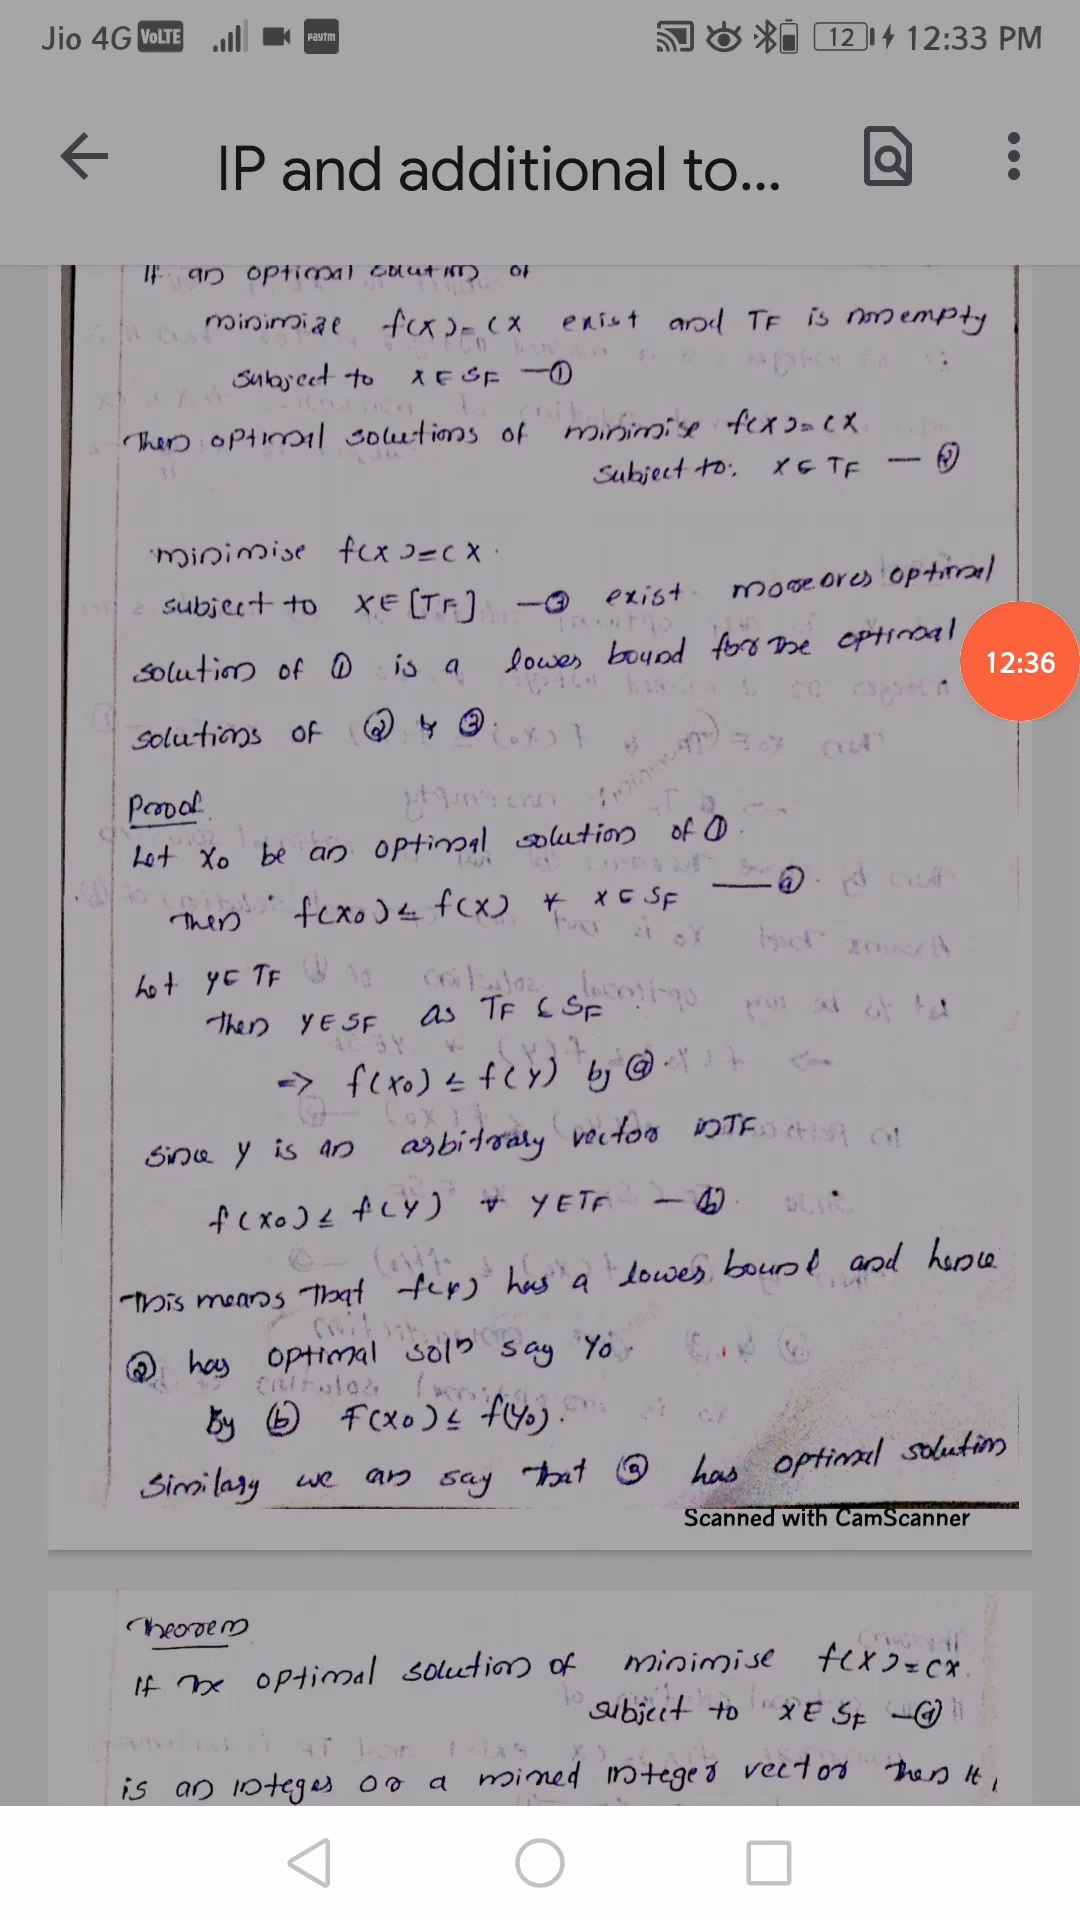 Jio 4G VoLTE Paytm 12 12:33 PM
IP and additional to...
If an optimal solution of
minimize f(x)= cx exist and TF is nonempty
subject to x ∈ SF —①
Then optimal solutions of minimise f(x)= cx
subject to: x ∈ TF — ②
minimise f(x)=cx.
subject to x∈[TF] —③ exist. moreover optimal
12:36
solution of ① is a lower bound for the optimal
solutions of ② & ③.
Proof
Let x₀ be an optimal solution of ①.
Then f(x₀) ≤ f(x) ∀ x ∈ SF —ⓐ.
Let y∈ TF
Then y∈SF as TF ⊆ SF
=> f(x₀) ≤ f(y) by ⓐ.
Since y is an arbitrary vector in TF
f(x₀) ≤ f(y) ∀ y∈TF —ⓑ.
This means that f(x) has a lower bound and hence
② has optimal soln say y₀.
By ⓑ F(x₀) ≤ f(y₀).
Similary we an say that ③ has optimal solution
Scanned with CamScanner
Theorem
If the optimal solution of minimise f(x)=cx.
subject to x∈ SF —①
is an integer or a mixed integer vector then it,